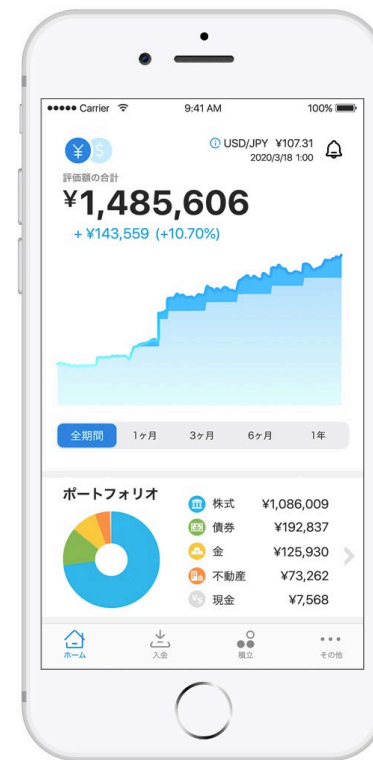 Carrier 9:41 AM 100%
¥ $ USD/JPY ¥107.31
2020/3/18 1:00
評価額の合計
¥1,485,606
+ ¥143,559 (+10.70%)
全期間 1ヶ月 3ヶ月 6ヶ月 1年
ポートフォリオ
株式 ¥1,086,009
債券 ¥192,837
金 ¥125,930
不動産 ¥73,262
現金 ¥7,568
ホーム 入金 積立 その他